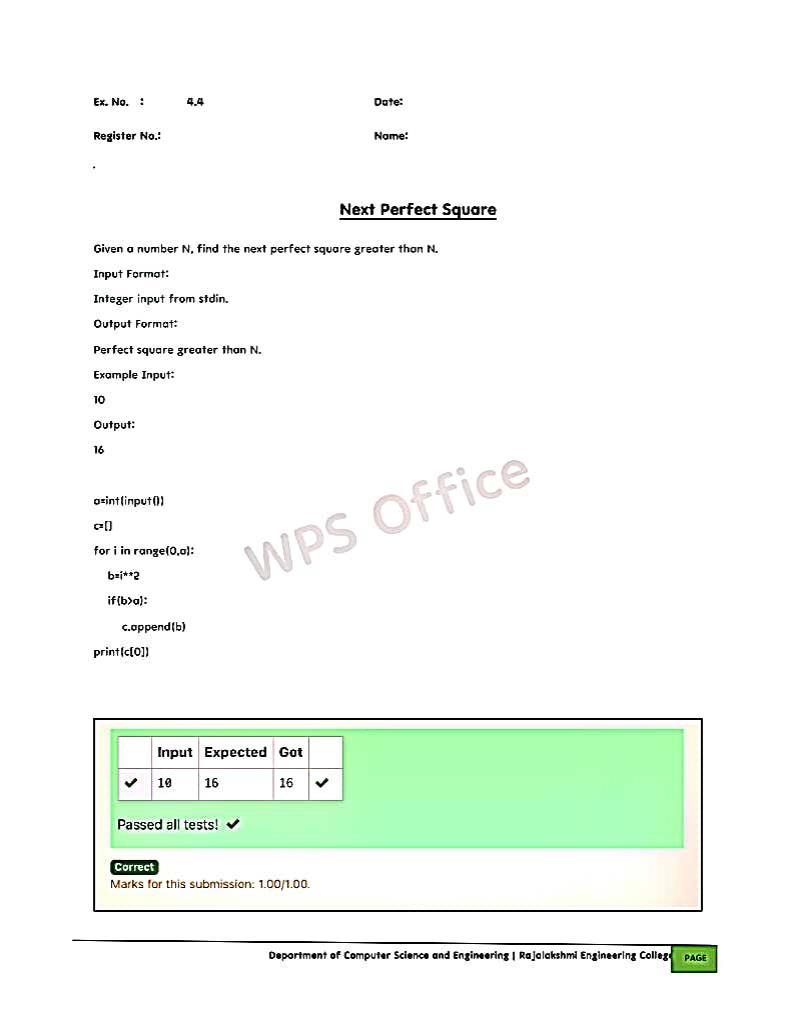 Ex. No. : 4.4 Date:
Register No.: Name:
.
Next Perfect Square
Given a number N, find the next perfect square greater than N.
Input Format:
Integer input from stdin.
Output Format:
Perfect square greater than N.
Example Input:
10
Output:
16
a=int(input())
c=[]
for i in range(0,a):
b=i**2
if(b>a):
c.append(b)
print(c[0])
WPS Office
Input Expected Got
✔ 10 16 16 ✔
Passed all tests! ✔
Correct
Marks for this submission: 1.00/1.00.
Department of Computer Science and Engineering | Rajalakshmi Engineering College
PAGE